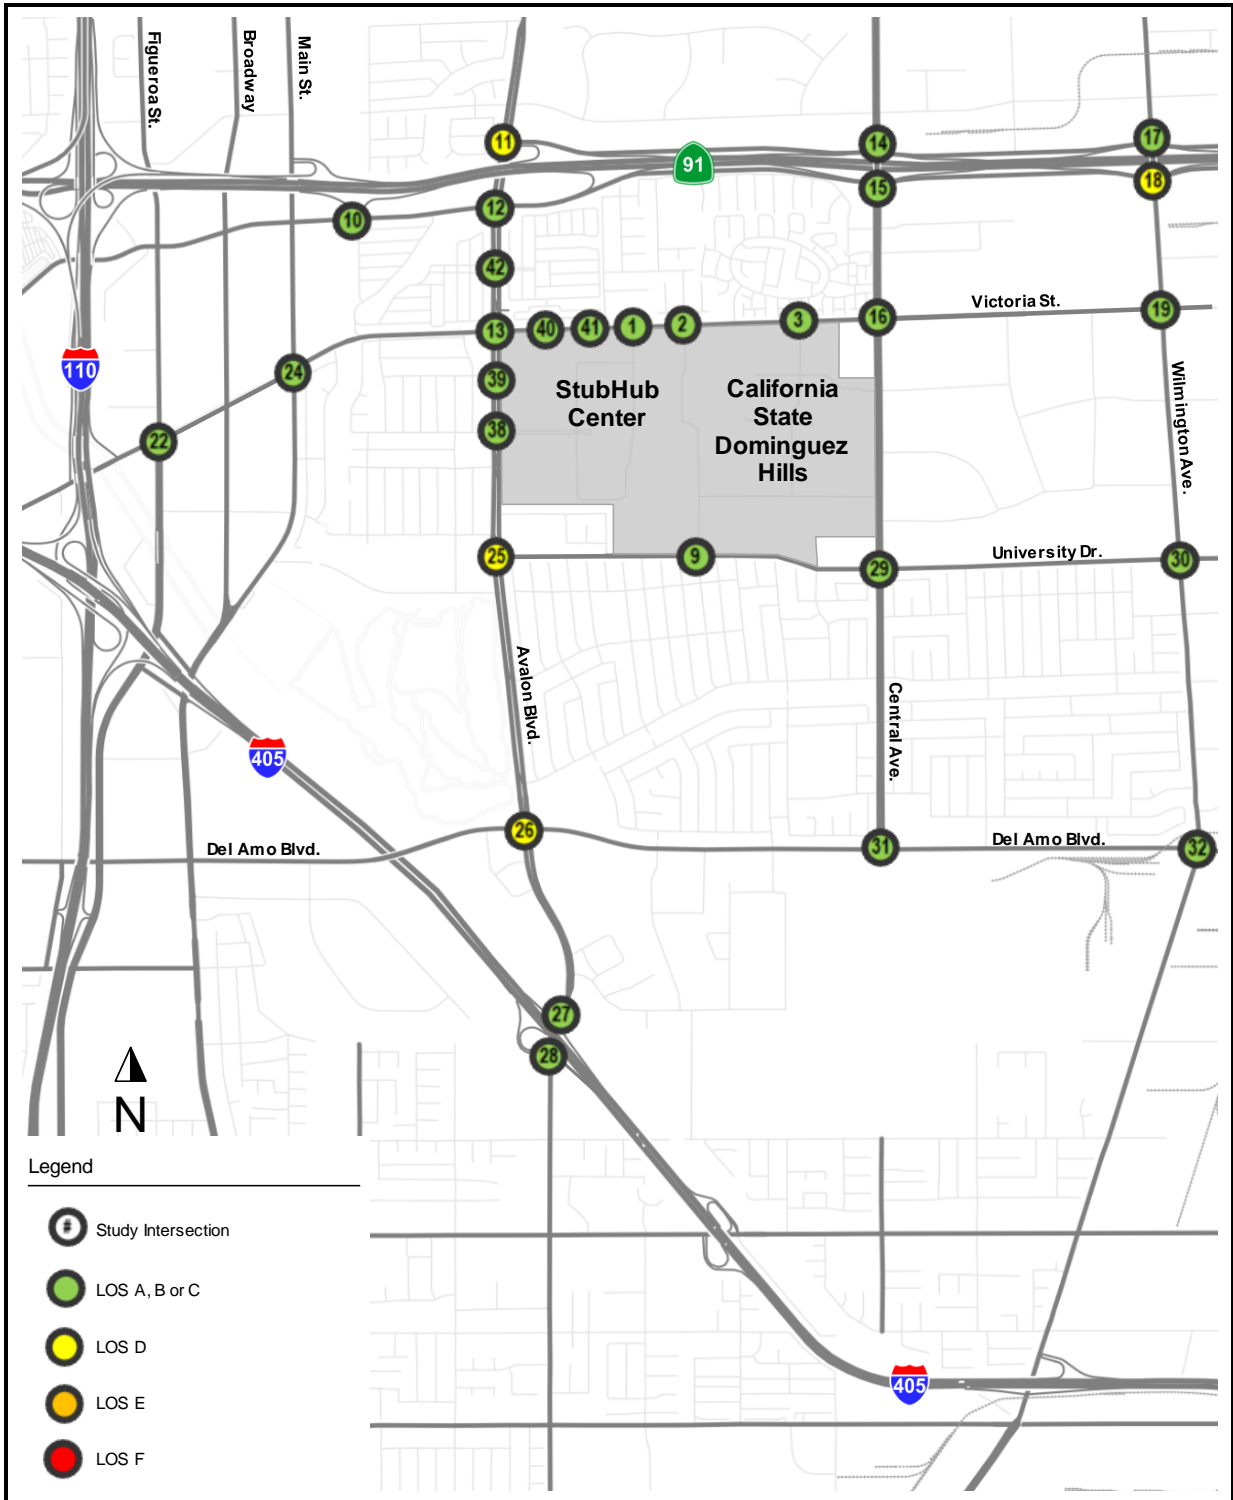 Figueroa St.
Broadway
Main St.
11
14
17
91
15
18
10
12
42
Victoria St.
13
40
41
1
2
3
16
19
110
24
39
StubHub
Center
California
State
Dominguez
Hills
Wilmington Ave.
22
38
25
9
29
University Dr.
30
Avalon Blvd.
Central Ave.
405
26
Del Amo Blvd.
31
Del Amo Blvd.
32
27
28
N
Legend
# Study Intersection
LOS A, B or C
LOS D
LOS E
LOS F
405